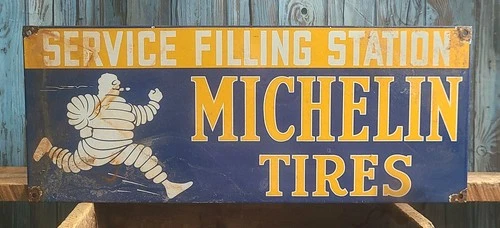 SERVICE FILLING STATION
MICHELIN
TIRES